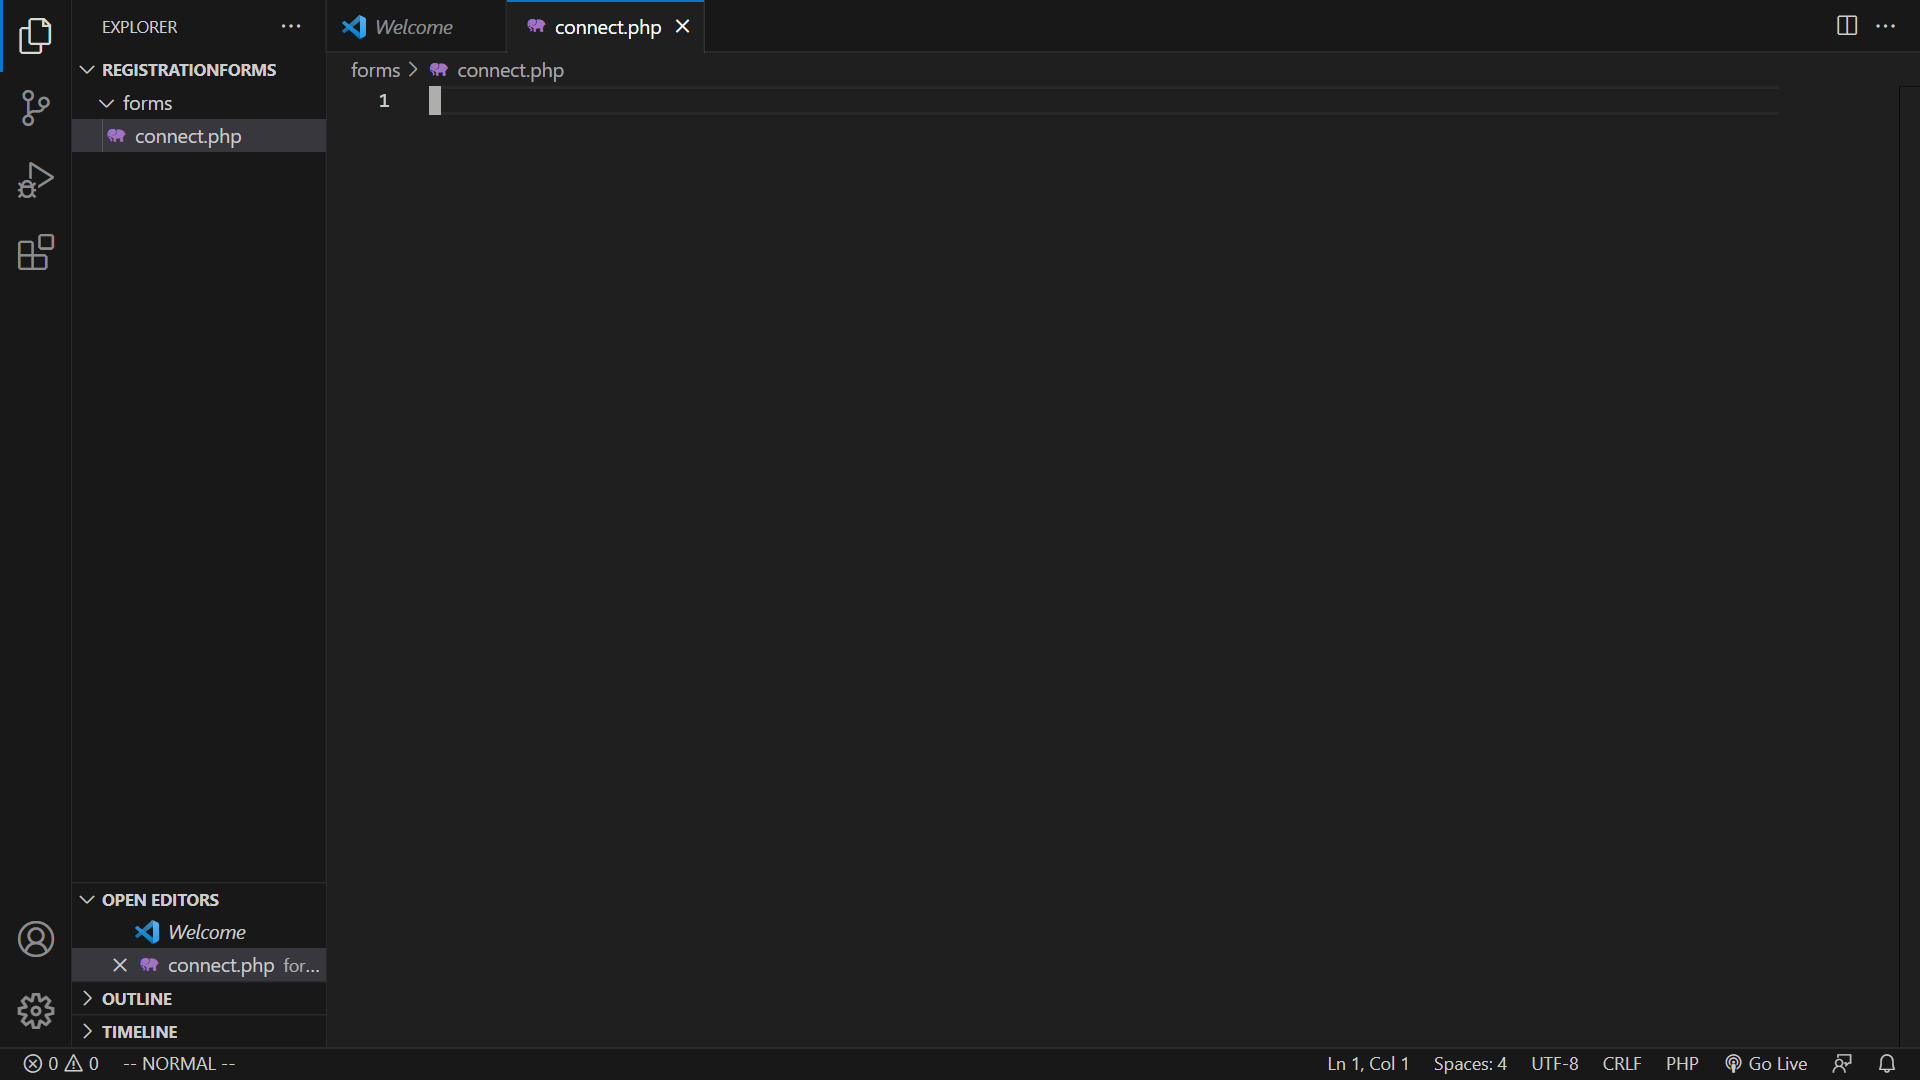 EXPLORER
REGISTRATIONFORMS
forms
connect.php
Welcome
connect.php
forms
connect.php
1
OPEN EDITORS
Welcome
connect.php for...
OUTLINE
TIMELINE
0 0 -- NORMAL --
Ln 1, Col 1 Spaces: 4 UTF-8 CRLF PHP Go Live